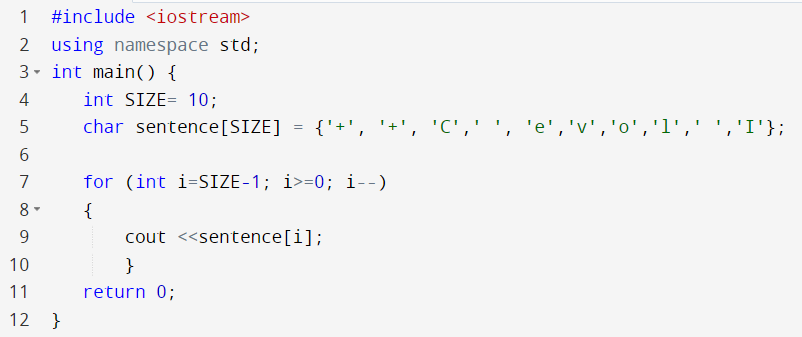 1 #include <iostream>
2 using namespace std;
3 int main() {
4 int SIZE= 10;
5 char sentence[SIZE] = {'+', '+', 'C',' ', 'e','v','o','l',' ','I'};
6
7 for (int i=SIZE-1; i>=0; i--)
8 {
9 cout <<sentence[i];
10 }
11 return 0;
12 }